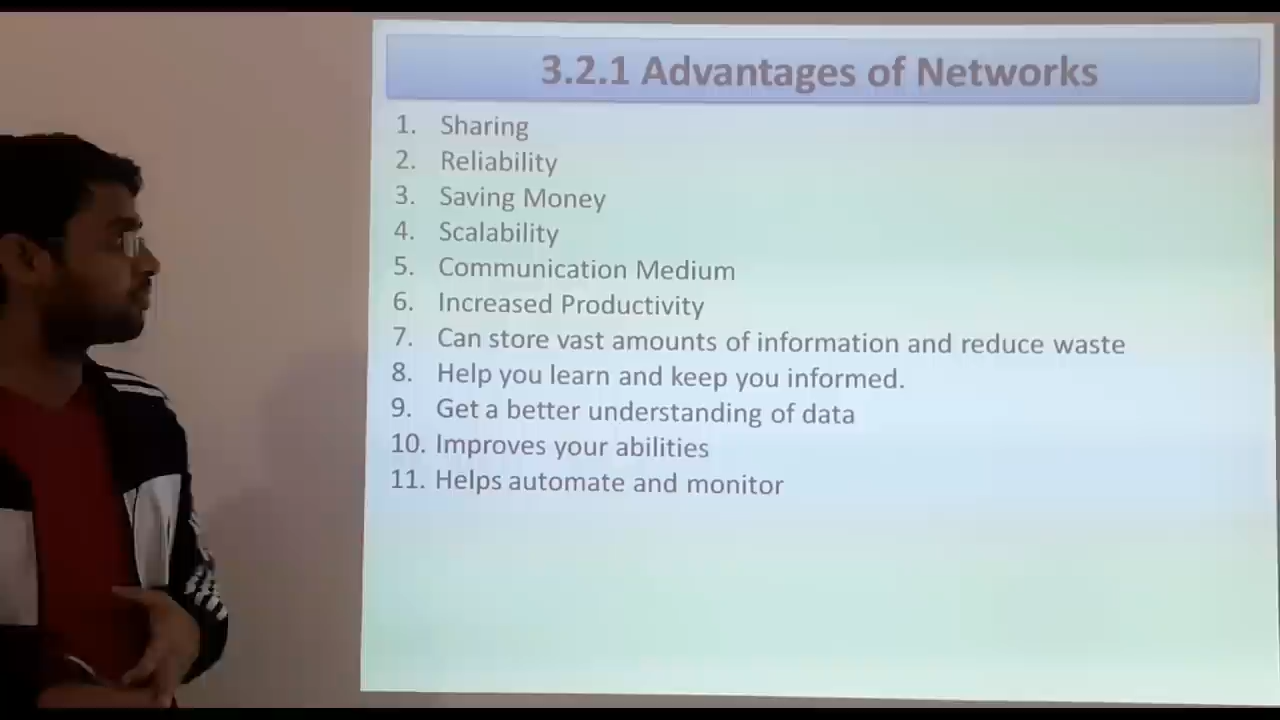 3.2.1 Advantages of Networks
1. Sharing
2. Reliability
3. Saving Money
4. Scalability
5. Communication Medium
6. Increased Productivity
7. Can store vast amounts of information and reduce waste
8. Help you learn and keep you informed.
9. Get a better understanding of data
10. Improves your abilities
11. Helps automate and monitor